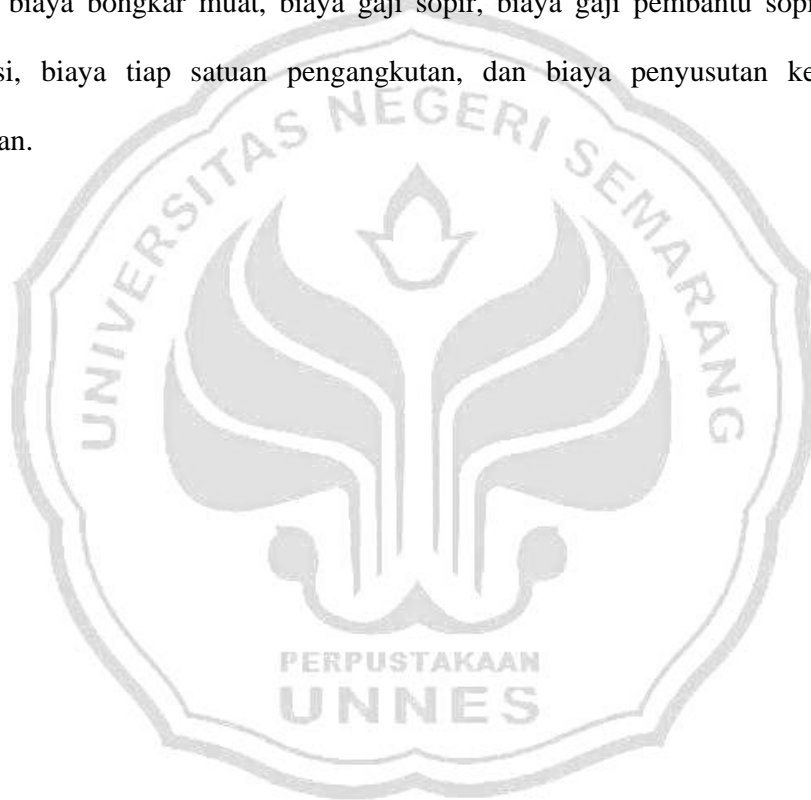 biaya bongkar muat, biaya gaji sopir, biaya gaji pembantu sopi
si, biaya tiap satuan pengangkutan, dan biaya penyusutan ke
an.
UNIVERSITAS NEGERI SEMARANG
PERPUSTAKAAN
UNNES